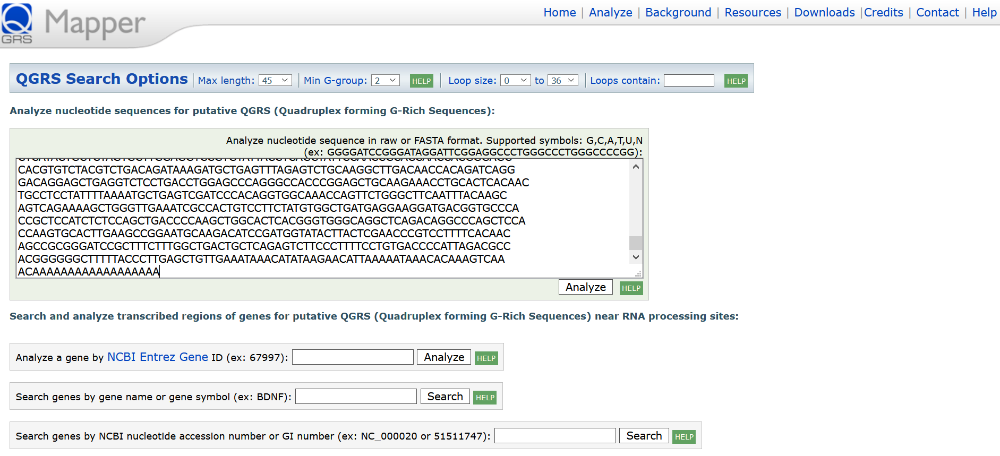 Q
GRS
Mapper
Home | Analyze | Background | Resources | Downloads | Credits | Contact | Help
QGRS Search Options
Max length: 45
Min G-group: 2
HELP
Loop size: 0 to 36
Loops contain:
HELP
Analyze nucleotide sequences for putative QGRS (Quadruplex forming G-Rich Sequences):
Analyze nucleotide sequence in raw or FASTA format. Supported symbols: G,C,A,T,U,N
(ex: GGGGATCCGGGATAGGATTCGGAGGCCCTGGGCCCTGGGCCCCGG):
CACGTGTCTACGTCTGACAGATAAAGATGCTGAGTTTAGAGTCTGCAAGGCTTGACAACCACAGATCAGG
GACAGGAGCTGAGGTCTCCTGACCTGGAGCCCAGGGCCACCCGGAGCTGCAAGAAACCTGCACTCACAAC
TGCCTCCTATTTTAAAATGCTGAGTCGATCCCACAGGTGGCAAACCAGTTCTGGGCTTCAATTTACAAGC
AGTCAGAAAAGCTGGGTTGAAATCGCCACTGTCCTTCTATGTGGCTGATGAGGAAGGATGACGGTGCCCA
CCGCTCCATCTCTCCAGCTGACCCCAAGCTGGCACTCACGGGTGGGCAGGCTCAGACAGGCCCAGCTCCA
CCAAGTGCACTTGAAGCCGGAATGCAAGACATCCGATGGTATACTTACTCGAACCCGTCCTTTTCACAAC
AGCCGCGGGATCCGCTTTCTTTGGCTGACTGCTCAGAGTCTTCCCTTTTCCTGTGACCCCATTAGACGCC
ACGGGGGGCTTTTTACCCTTGAGCTGTTGAAATAAACATATAAGAACATTAAAAATAAACACAAAGTCAA
ACAAAAAAAAAAAAAAAAAA
Analyze HELP
Search and analyze transcribed regions of genes for putative QGRS (Quadruplex forming G-Rich Sequences) near RNA processing sites:
Analyze a gene by NCBI Entrez Gene ID (ex: 67997): Analyze HELP
Search genes by gene name or gene symbol (ex: BDNF): Search HELP
Search genes by NCBI nucleotide accession number or GI number (ex: NC_000020 or 51511747): Search HELP